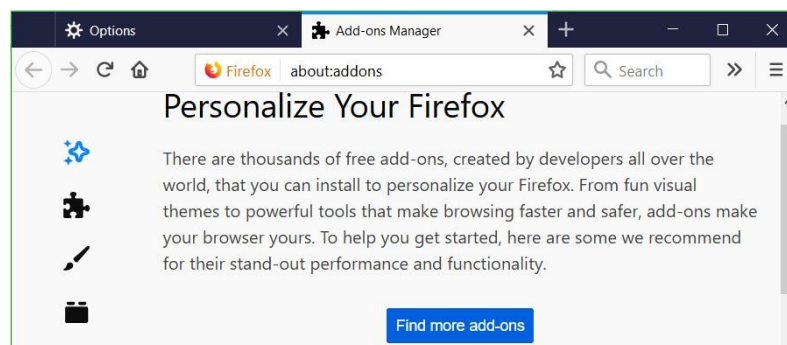 Options
Add-ons Manager
Firefox about:addons
Search
Personalize Your Firefox
There are thousands of free add-ons, created by developers all over the
world, that you can install to personalize your Firefox. From fun visual
themes to powerful tools that make browsing faster and safer, add-ons make
your browser yours. To help you get started, here are some we recommend
for their stand-out performance and functionality.
Find more add-ons